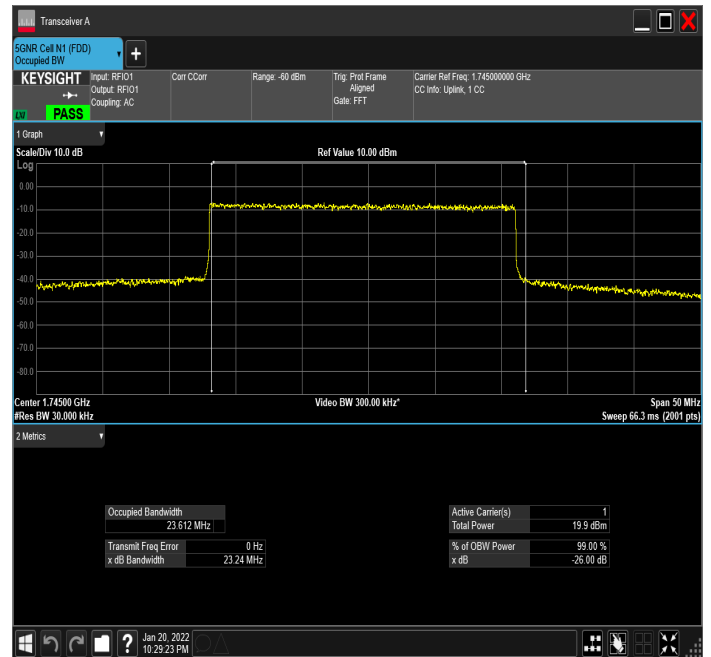 Transceiver A
5GNR Cell N1 (FDD)
Occupied BW
+
KEYSIGHT
LXI PASS
Input: RFIO1
Output: RFIO1
Coupling: AC
Corr CCorr
Range: -60 dBm
Trig: Prot Frame
Aligned
Gate: FFT
Carrier Ref Freq: 1.745000000 GHz
CC Info: Uplink, 1 CC
1 Graph
Scale/Div 10.0 dB
Ref Value 10.00 dBm
Log
0.00
-10.0
-20.0
-30.0
-40.0
-50.0
-60.0
-70.0
-80.0
Center 1.74500 GHz
Video BW 300.00 kHz*
Span 50 MHz
#Res BW 30.000 kHz
Sweep 66.3 ms (2001 pts)
2 Metrics
Occupied Bandwidth
23.612 MHz
Transmit Freq Error 0 Hz
x dB Bandwidth 23.24 MHz
Active Carrier(s) 1
Total Power 19.9 dBm
% of OBW Power 99.00 %
x dB -26.00 dB
?
Jan 20, 2022
10:29:23 PM